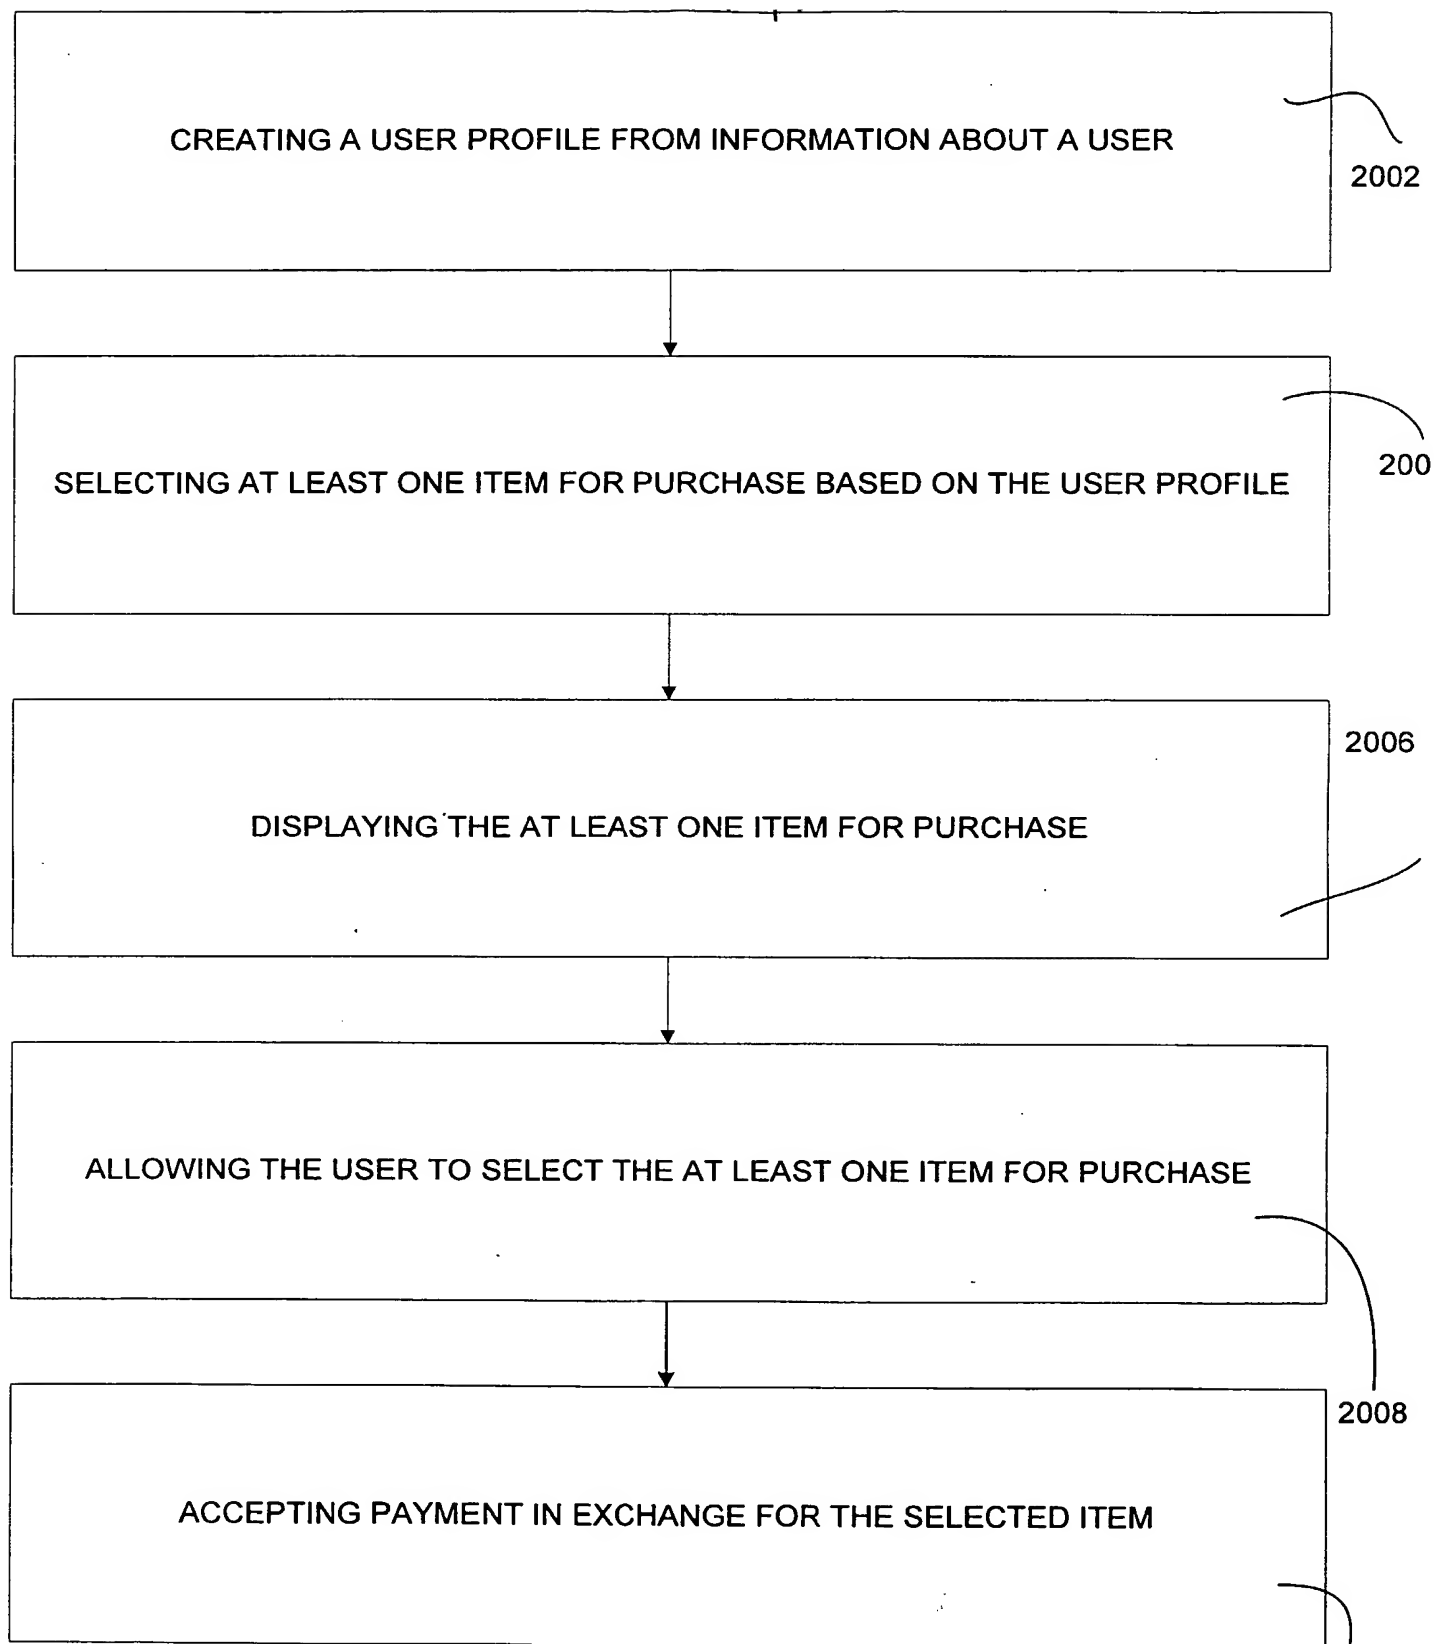 CREATING A USER PROFILE FROM INFORMATION ABOUT A USER
2002
SELECTING AT LEAST ONE ITEM FOR PURCHASE BASED ON THE USER PROFILE
200
2006
DISPLAYING THE AT LEAST ONE ITEM FOR PURCHASE
ALLOWING THE USER TO SELECT THE AT LEAST ONE ITEM FOR PURCHASE
2008
ACCEPTING PAYMENT IN EXCHANGE FOR THE SELECTED ITEM